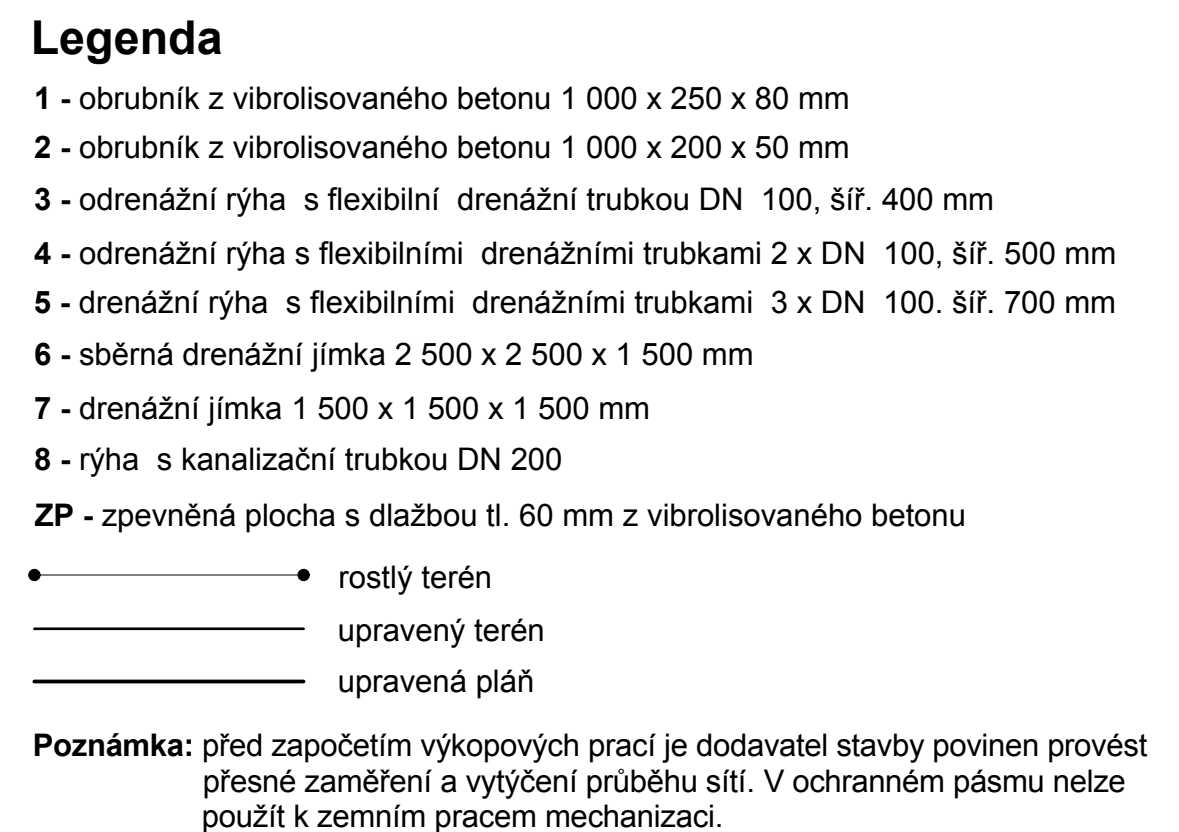 Legenda
1 - obrubník z vibrolisovaného betonu 1 000 x 250 x 80 mm
2 - obrubník z vibrolisovaného betonu 1 000 x 200 x 50 mm
3 - odrenážní rýha s flexibilní drenážní trubkou DN 100, šíř. 400 mm
4 - odrenážní rýha s flexibilními drenážními trubkami 2 x DN 100, šíř. 500 mm
5 - drenážní rýha s flexibilními drenážními trubkami 3 x DN 100. šíř. 700 mm
6 - sběrná drenážní jímka 2 500 x 2 500 x 1 500 mm
7 - drenážní jímka 1 500 x 1 500 x 1 500 mm
8 - rýha s kanalizační trubkou DN 200
ZP - zpevněná plocha s dlažbou tl. 60 mm z vibrolisovaného betonu
rostlý terén
upravený terén
upravená pláň
Poznámka: před započetím výkopových prací je dodavatel stavby povinen provést
přesné zaměření a vytýčení průběhu sítí. V ochranném pásmu nelze
použít k zemním pracem mechanizaci.